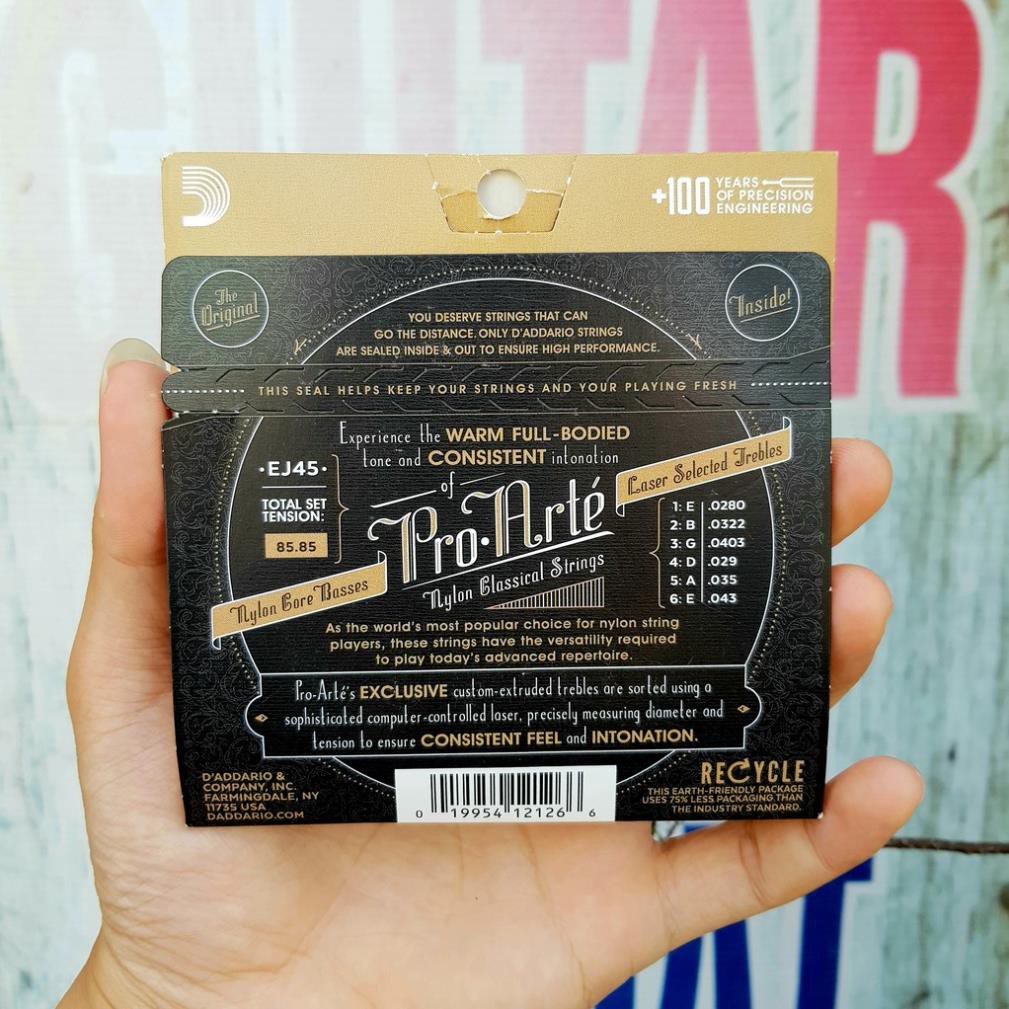 GUITAR
+100 YEARS
OF PRECISION
ENGINEERING
The
Original
Inside!
YOU DESERVE STRINGS THAT CAN
GO THE DISTANCE. ONLY D'ADDARIO STRINGS
ARE SEALED INSIDE & OUT TO ENSURE HIGH PERFORMANCE.
THIS SEAL HELPS KEEP YOUR STRINGS AND YOUR PLAYING FRESH
Experience the WARM FULL-BODIED
tone and CONSISTENT intonation
of
Pro·Arté
Nylon Classical Strings
·EJ45·
TOTAL SET
TENSION:
85.85
Nylon Core Basses
Laser Selected Trebles
1: E .0280
2: B .0322
3: G .0403
4: D .029
5: A .035
6: E .043
As the world's most popular choice for nylon string
players, these strings have the versatility required
to play today's advanced repertoire.
Pro-Arté's EXCLUSIVE custom-extruded trebles are sorted using a
sophisticated computer-controlled laser, precisely measuring diameter and
tension to ensure CONSISTENT FEEL and INTONATION.
D'ADDARIO &
COMPANY, INC.
FARMINGDALE, NY
11735 USA
DADDARIO.COM
0 19954 12126 6
RECYCLE
THIS EARTH-FRIENDLY PACKAGE
USES 75% LESS PACKAGING THAN
THE INDUSTRY STANDARD.